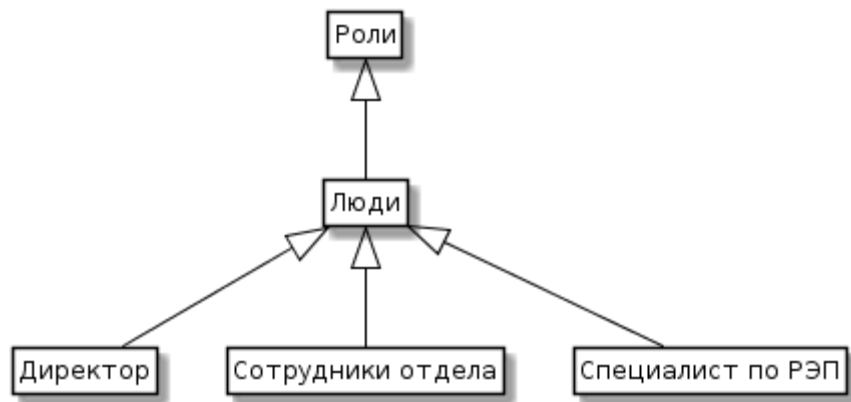 Роли
Люди
Директор
Сотрудники отдела
Специалист по РЭП